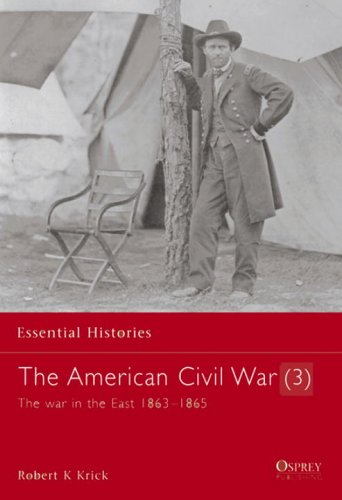 Essential Histories
The American Civil War (3)
The war in the East 1863–1865
Robert K Krick
OSPREY
PUBLISHING